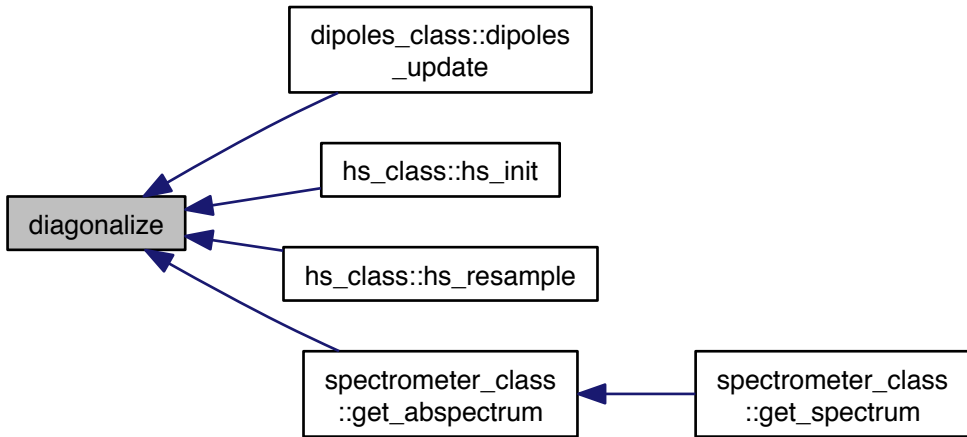 dipoles_class::dipoles
_update
hs_class::hs_init
diagonalize
hs_class::hs_resample
spectrometer_class
::get_abspectrum
spectrometer_class
::get_spectrum